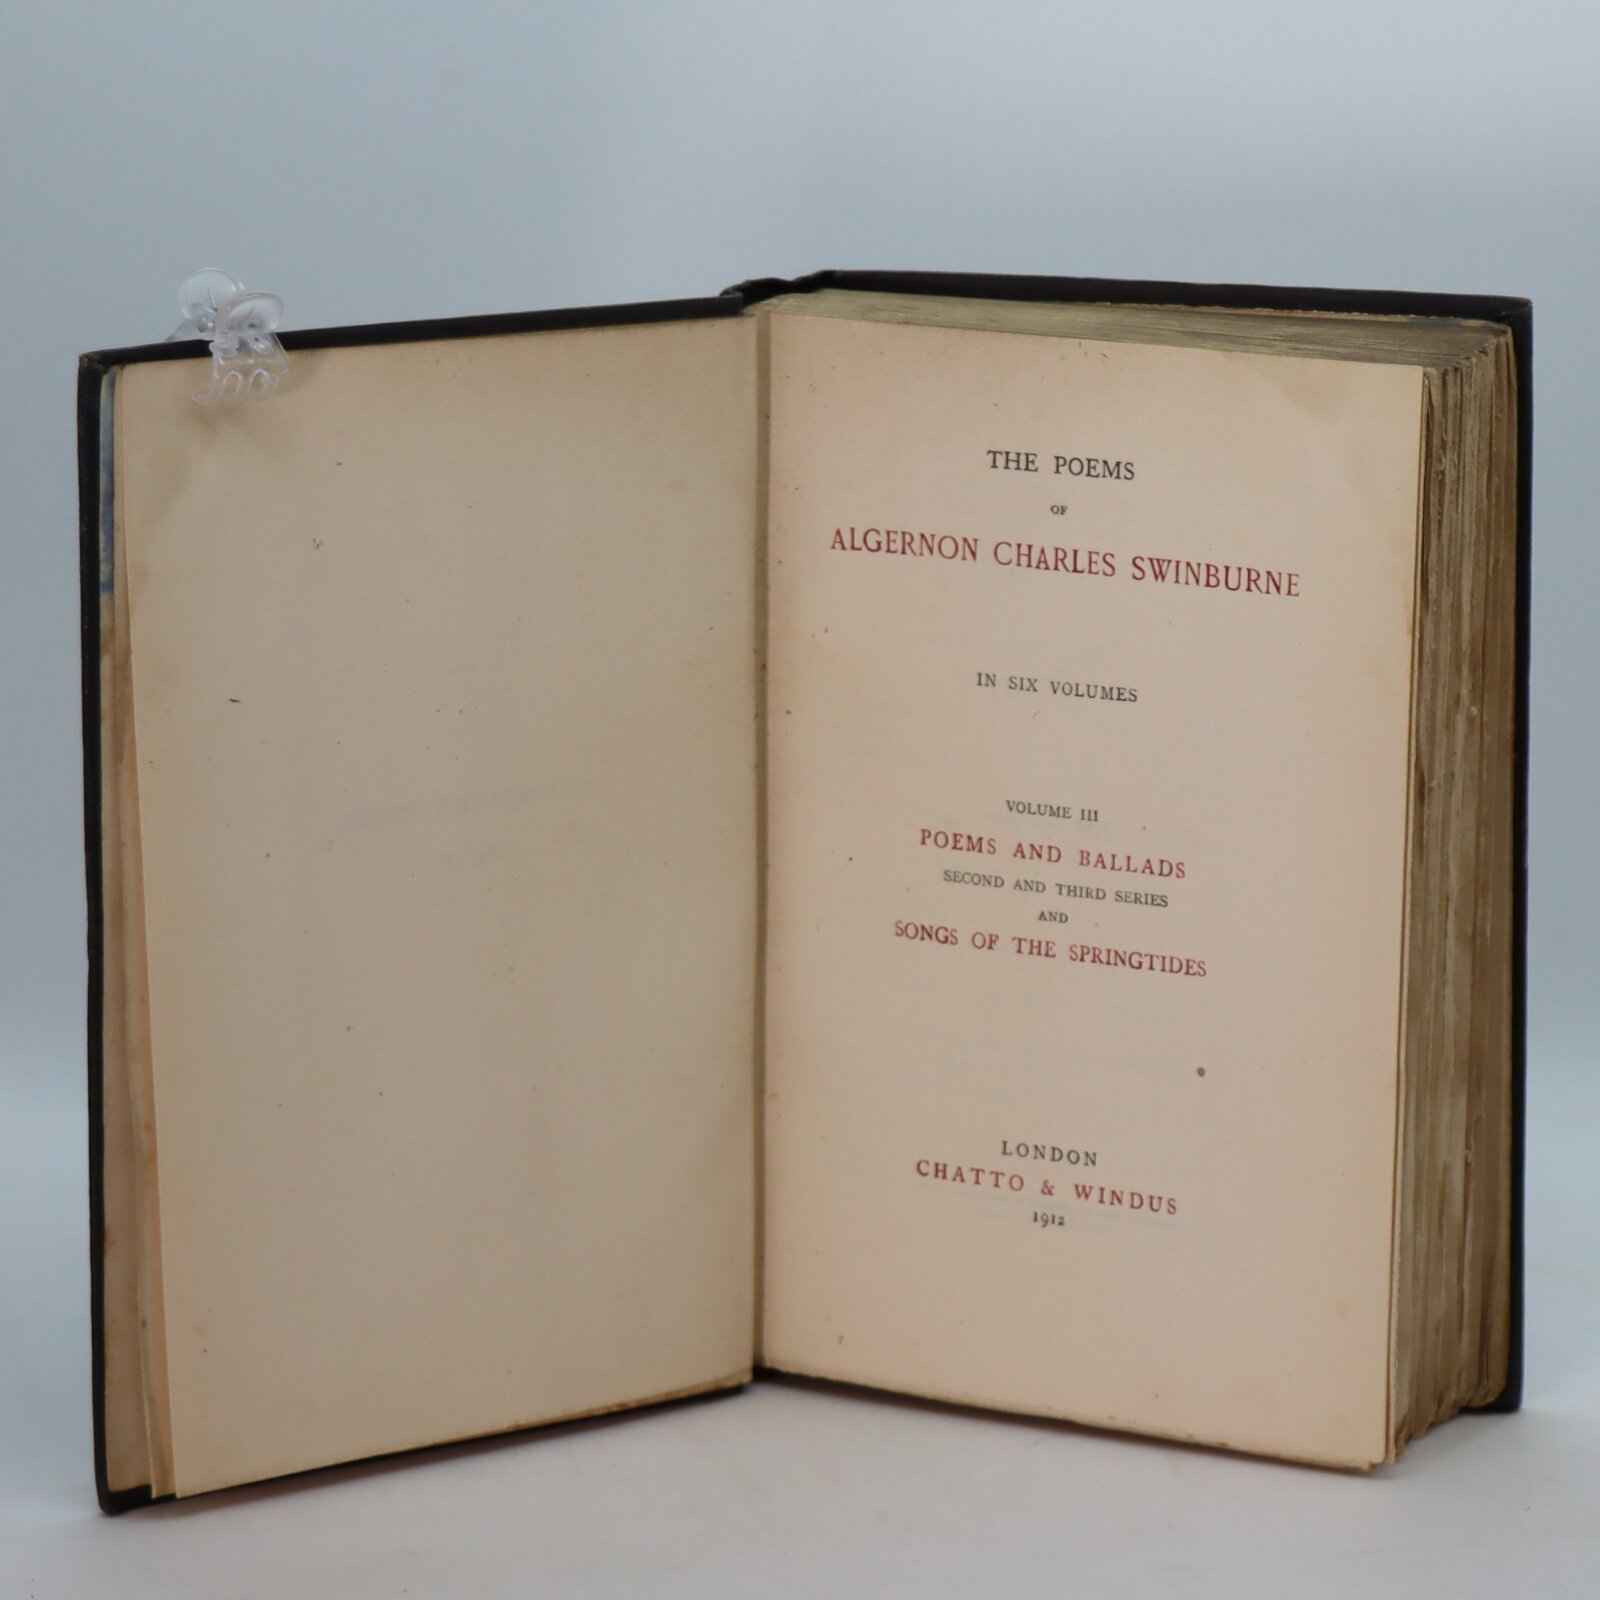 THE POEMS
OF
ALGERNON CHARLES SWINBURNE
IN SIX VOLUMES
VOLUME III
POEMS AND BALLADS
SECOND AND THIRD SERIES
AND
SONGS OF THE SPRINGTIDES
LONDON
CHATTO & WINDUS
1912